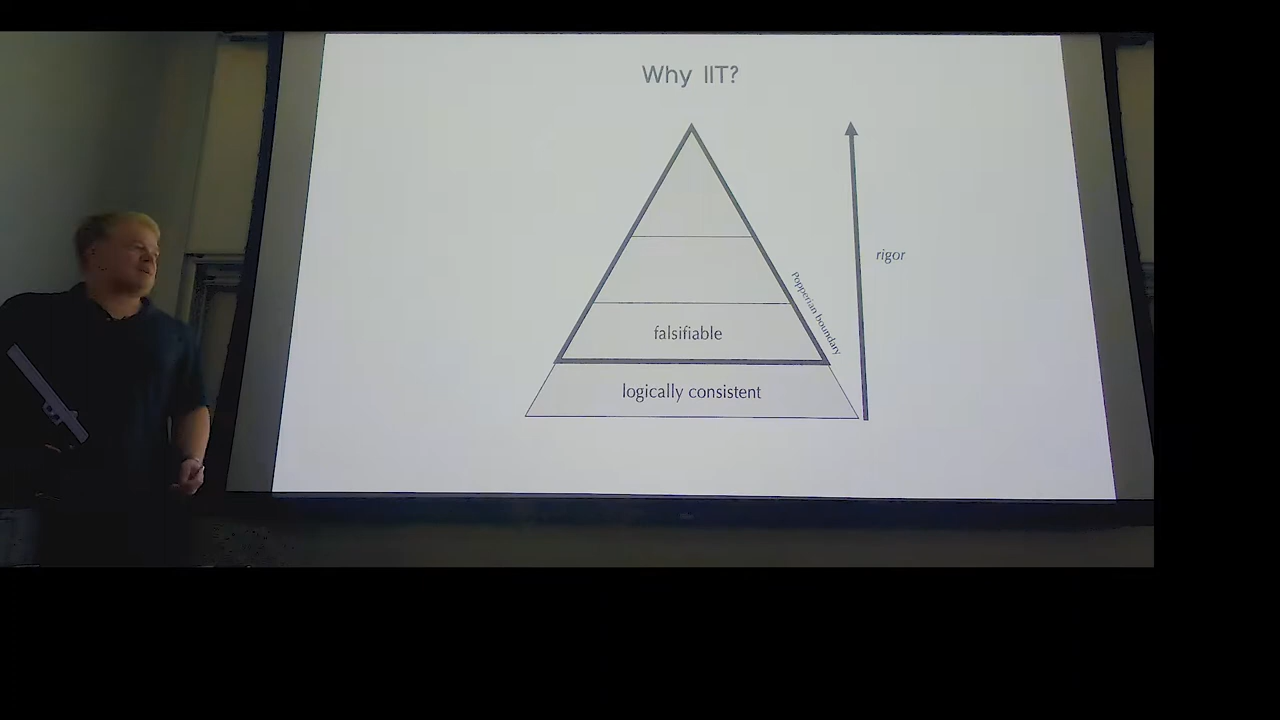 Why IIT?
rigor
Popperian boundary
falsifiable
logically consistent